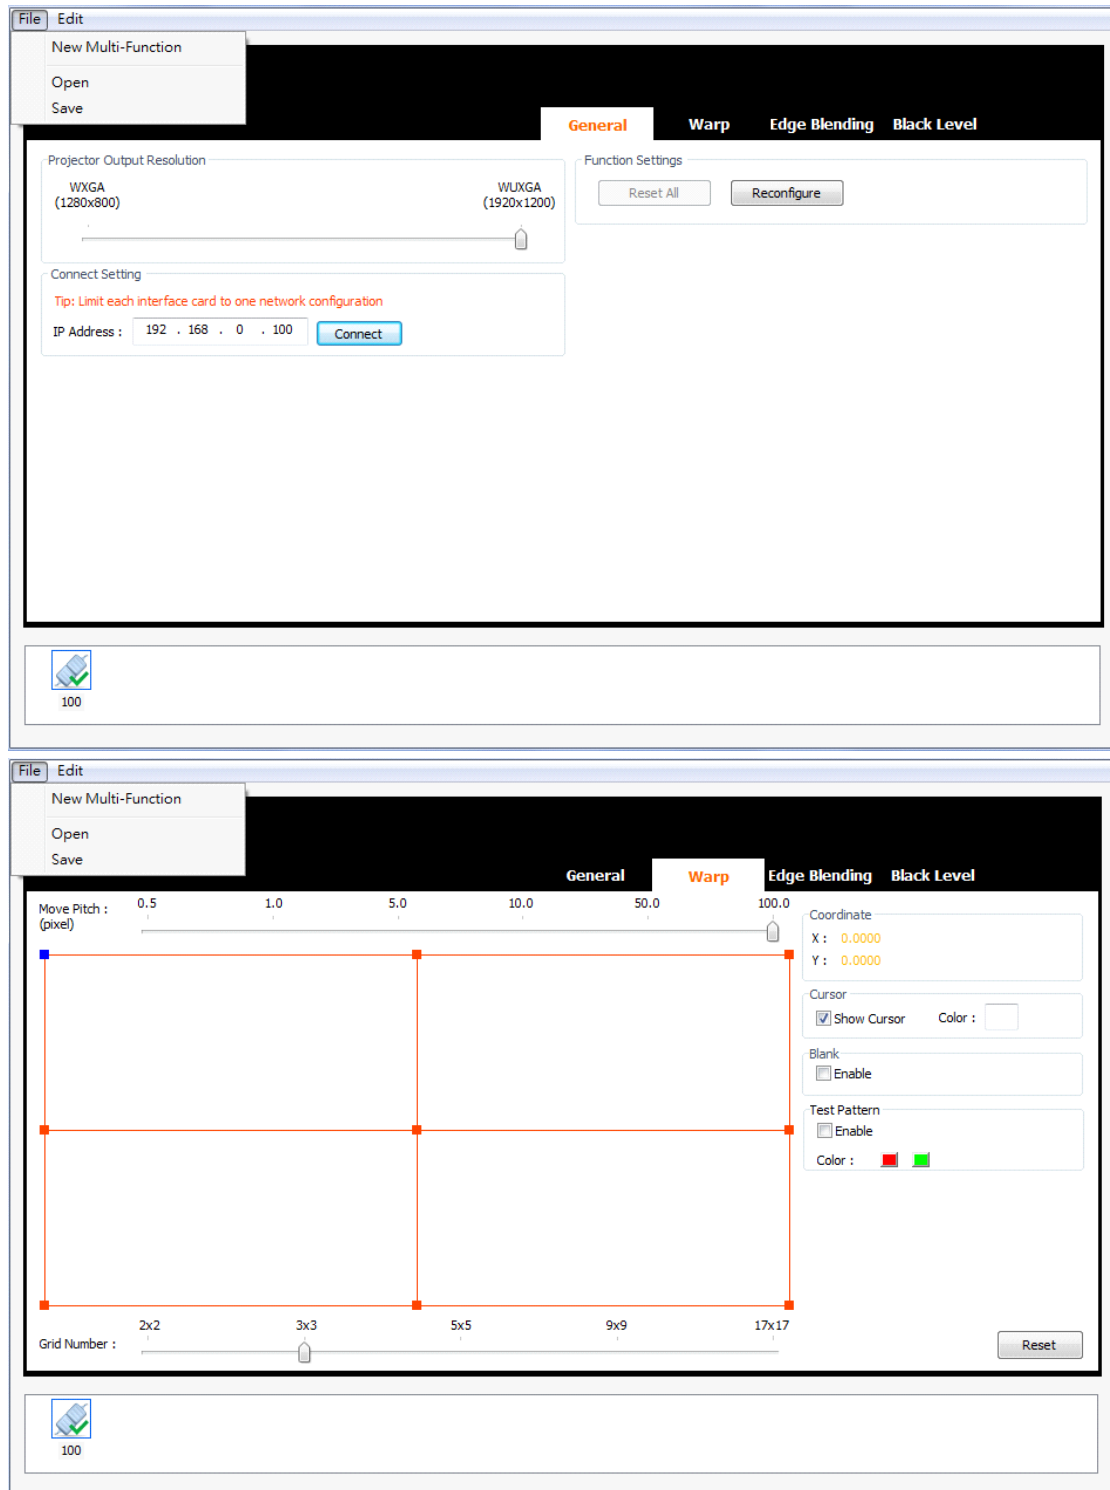 File Edit
New Multi-Function
Open
Save
General Warp Edge Blending Black Level
Projector Output Resolution
WXGA
(1280x800)
WUXGA
(1920x1200)
Function Settings
Reset All Reconfigure
Connect Setting
Tip: Limit each interface card to one network configuration
IP Address : 192 . 168 . 0 . 100 Connect
100
File Edit
New Multi-Function
Open
Save
General Warp Edge Blending Black Level
Move Pitch :
(pixel)
0.5 1.0 5.0 10.0 50.0 100.0
Coordinate
X : 0.0000
Y : 0.0000
Cursor
Show Cursor Color :
Blank
Enable
Test Pattern
Enable
Color :
2x2 3x3 5x5 9x9 17x17
Grid Number :
Reset
100